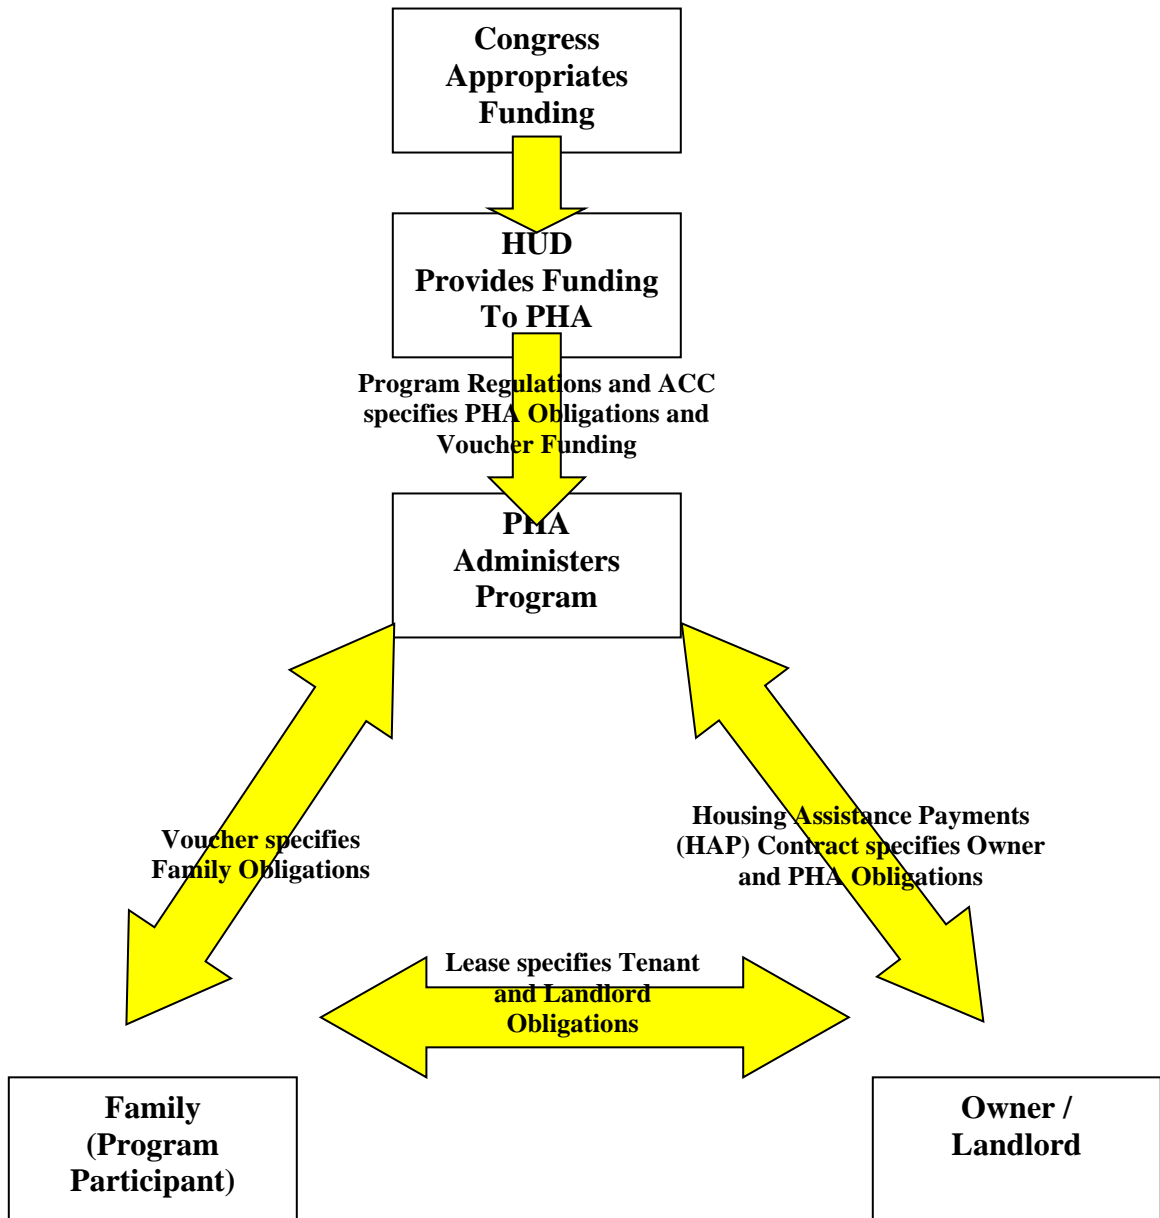 Congress
Appropriates
Funding
HUD
Provides Funding
To PHA
Program Regulations and ACC
specifies PHA Obligations and
Voucher Funding
PHA
Administers
Program
Voucher specifies
Family Obligations
Housing Assistance Payments
(HAP) Contract specifies Owner
and PHA Obligations
Lease specifies Tenant
and Landlord
Obligations
Family
(Program
Participant)
Owner /
Landlord